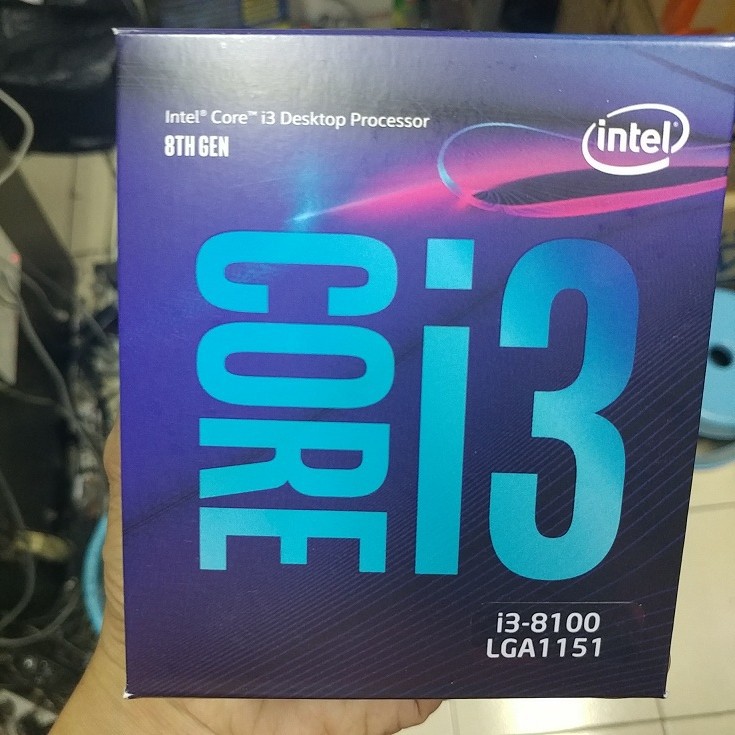 Intel® Core™ i3 Desktop Processor
8TH GEN
intel
CORE i3
i3-8100
LGA1151